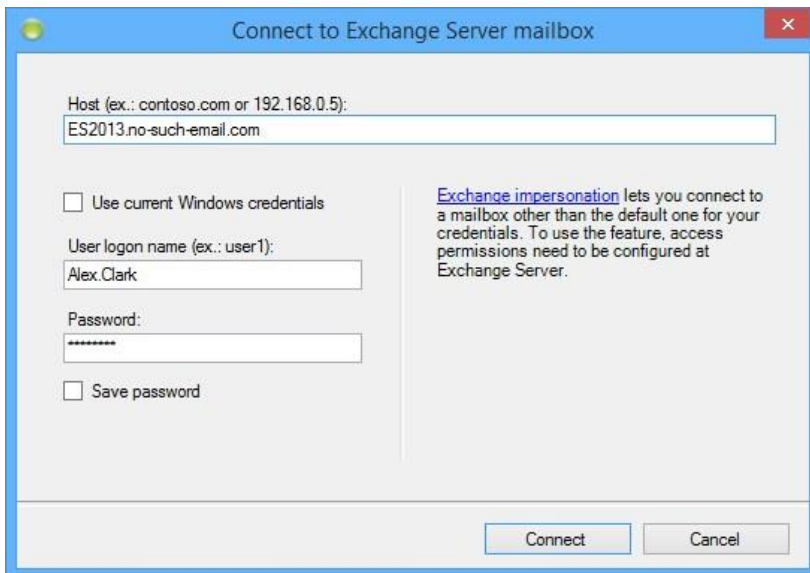 Connect to Exchange Server mailbox
Host (ex.: contoso.com or 192.168.0.5):
ES2013.no-such-email.com
Use current Windows credentials
User logon name (ex.: user1):
Alex.Clark
Password:
********
Save password
Exchange impersonation lets you connect to
a mailbox other than the default one for your
credentials. To use the feature, access
permissions need to be configured at
Exchange Server.
Connect
Cancel